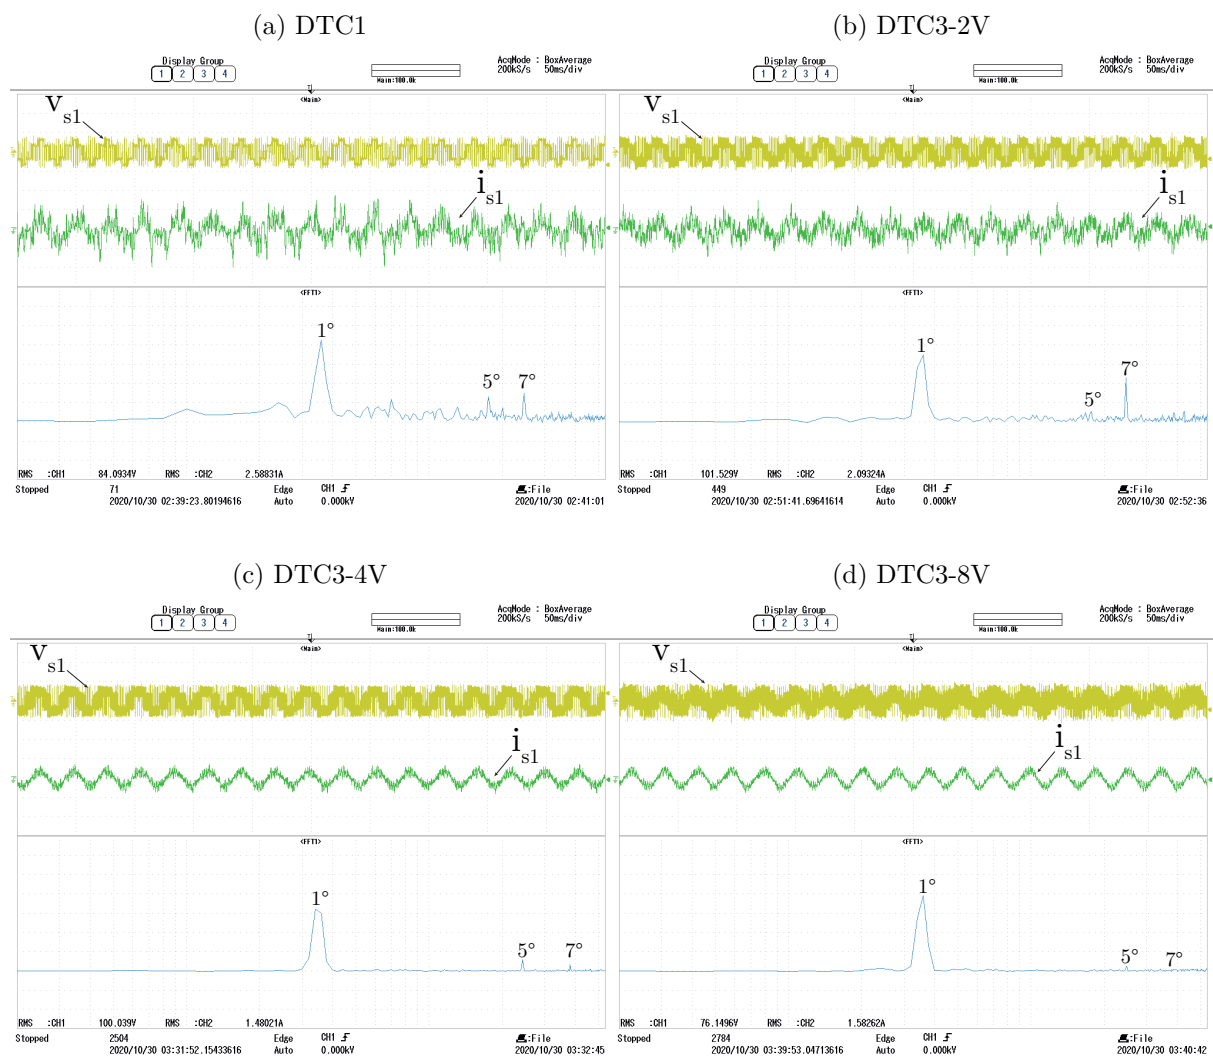 (a) DTC1
Display Group
1 2 3 4
Main:100.0k
AcqMode : BoxAverage
200kS/s 50ms/div
<Main>
vs1
is1
<FFT1>
1°
5°
7°
RMS :CH1 84.0934V RMS :CH2 2.58831A
Stopped 71 Edge CH1 File
2020/10/30 02:39:23.80194616 Auto 0.000kV 2020/10/30 02:41:01
(b) DTC3-2V
Display Group
1 2 3 4
Main:100.0k
AcqMode : BoxAverage
200kS/s 50ms/div
<Main>
vs1
is1
<FFT1>
1°
5°
7°
RMS :CH1 101.529V RMS :CH2 2.09324A
Stopped 449 Edge CH1 :File
2020/10/30 02:51:41.69641614 Auto 0.000kV 2020/10/30 02:52:36
(c) DTC3-4V
Display Group
1 2 3 4
Main:100.0k
AcqMode : BoxAverage
200kS/s 50ms/div
<Main>
vs1
is1
<FFT1>
1°
5°
7°
RMS :CH1 100.039V RMS :CH2 1.48021A
Stopped 2504 Edge CH1 :File
2020/10/30 03:31:52.15433616 Auto 0.000kV 2020/10/30 03:32:45
(d) DTC3-8V
Display Group
1 2 3 4
Main:100.0k
AcqMode : BoxAverage
200kS/s 50ms/div
<Main>
vs1
is1
<FFT1>
1°
5°
7°
RMS :CH1 76.1496V RMS :CH2 1.58262A
Stopped 2784 Edge CH1 :File
2020/10/30 03:39:53.04713616 Auto 0.000kV 2020/10/30 03:40:42